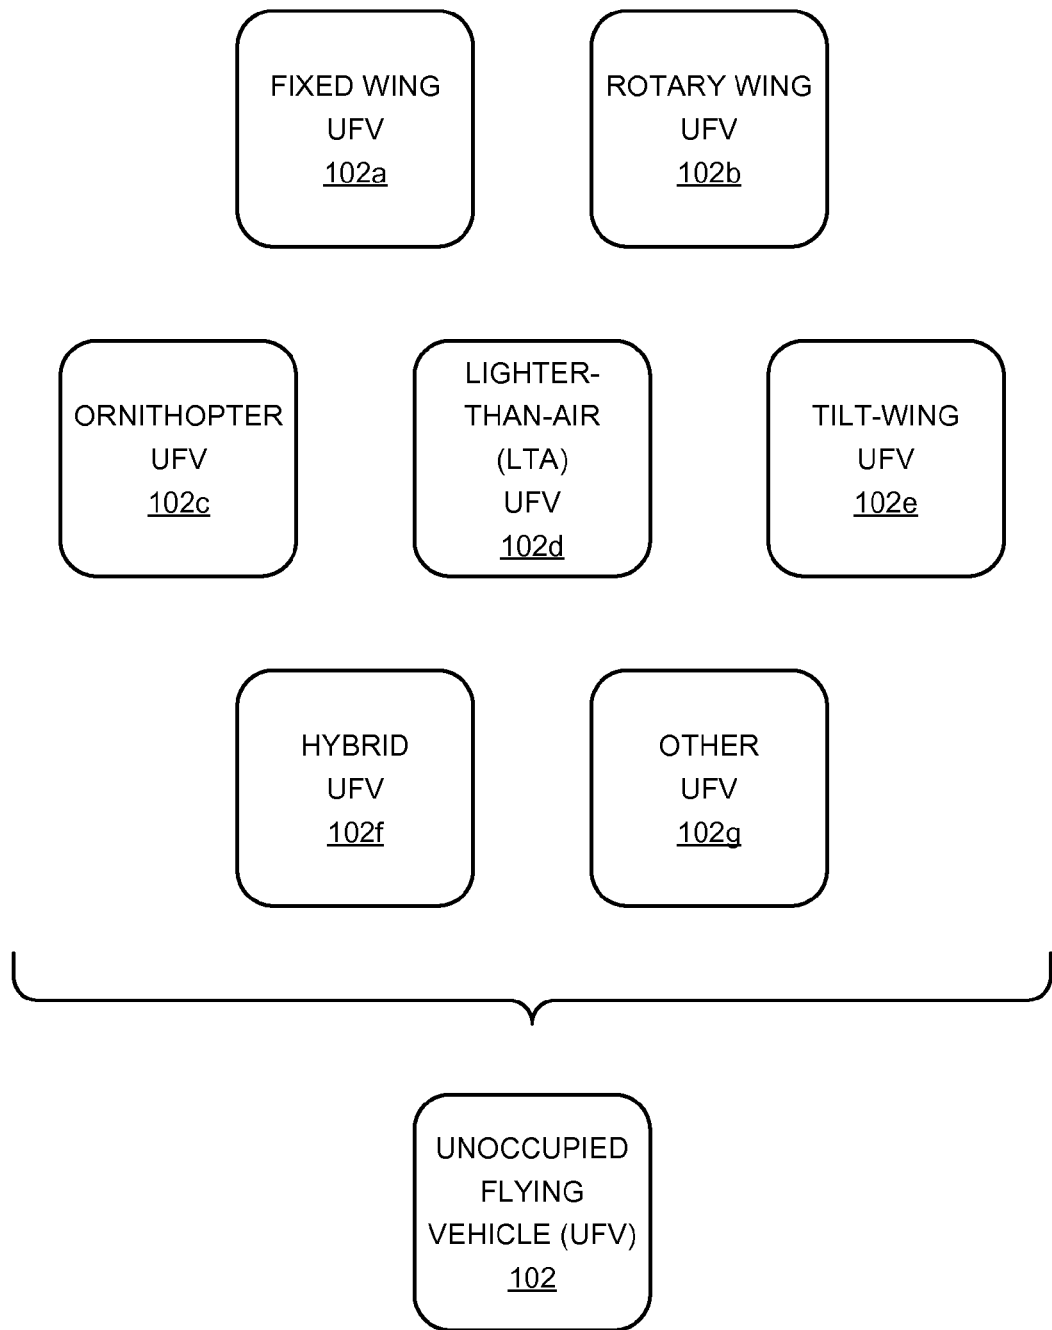 FIXED WING
UFV
102a
ROTARY WING
UFV
102b
ORNITHOPTER
UFV
102c
LIGHTER-
THAN-AIR
(LTA)
UFV
102d
TILT-WING
UFV
102e
HYBRID
UFV
102f
OTHER
UFV
102g
UNOCCUPIED
FLYING
VEHICLE (UFV)
102